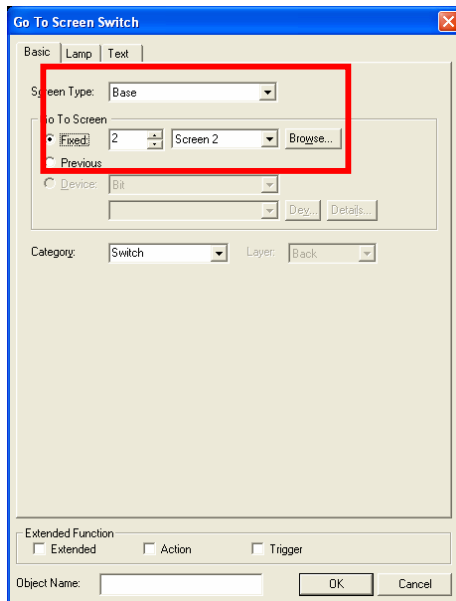 Go To Screen Switch
Basic Lamp Text
Screen Type: Base
Go To Screen
Fixed: 2 Screen 2 Browse...
Previous
Device: Bit
Dev... Details...
Category: Switch Layer: Back
Extended Function
Extended Action Trigger
Object Name: OK Cancel